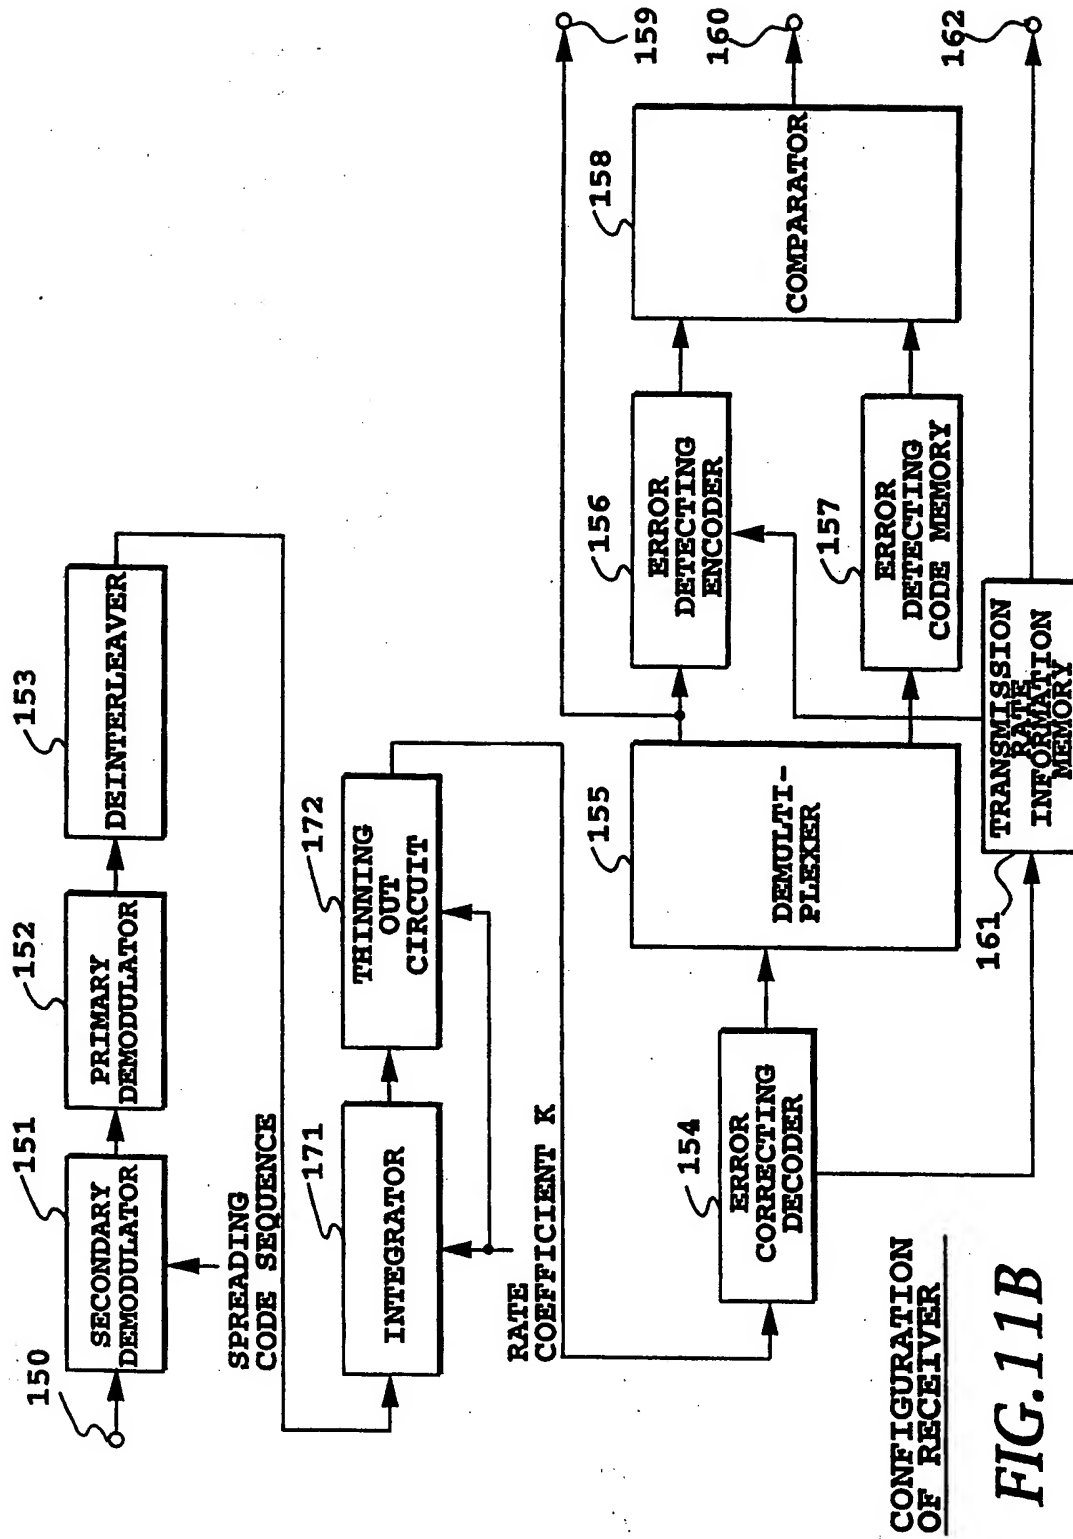 150
151
SECONDARY
DEMODULATOR
SPREADING
CODE SEQUENCE
152
PRIMARY
DEMODULATOR
153
DEINTERLEAVER
171
INTEGRATOR
RATE
COEFFICIENT K
172
THINNING
OUT
CIRCUIT
154
ERROR
CORRECTING
DECODER
155
DEMULTI-
PLEXER
156
ERROR
DETECTING
ENCODER
157
ERROR
DETECTING
CODE MEMORY
158
COMPARATOR
159
160
161
TRANSMISSION
RATE
INFORMATION
MEMORY
162
CONFIGURATION
OF RECEIVER
FIG.11B